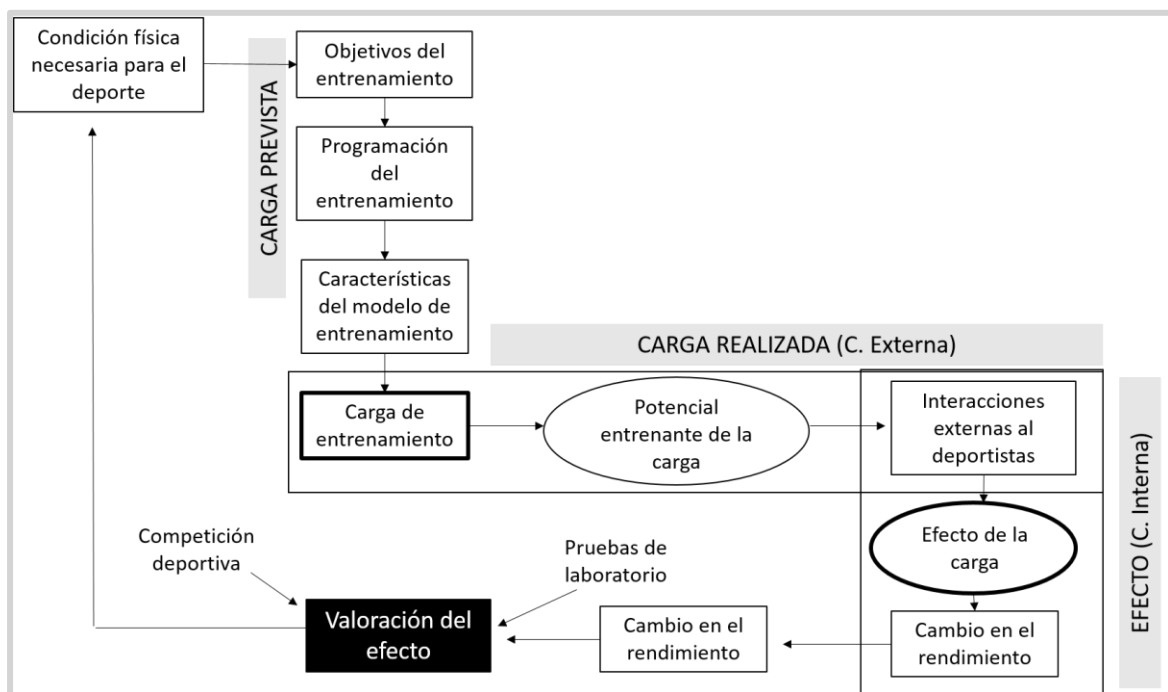 Condición física
necesaria para el
deporte
CARGA PREVISTA
Objetivos del
entrenamiento
Programación
del
entrenamiento
Características
del modelo de
entrenamiento
CARGA REALIZADA (C. Externa)
Carga de
entrenamiento
Potencial
entrenante de la
carga
Interacciones
externas al
deportistas
EFECTO (C. Interna)
Efecto de la
carga
Cambio en el
rendimiento
Cambio en el
rendimiento
Pruebas de
laboratorio
Competición
deportiva
Valoración del
efecto